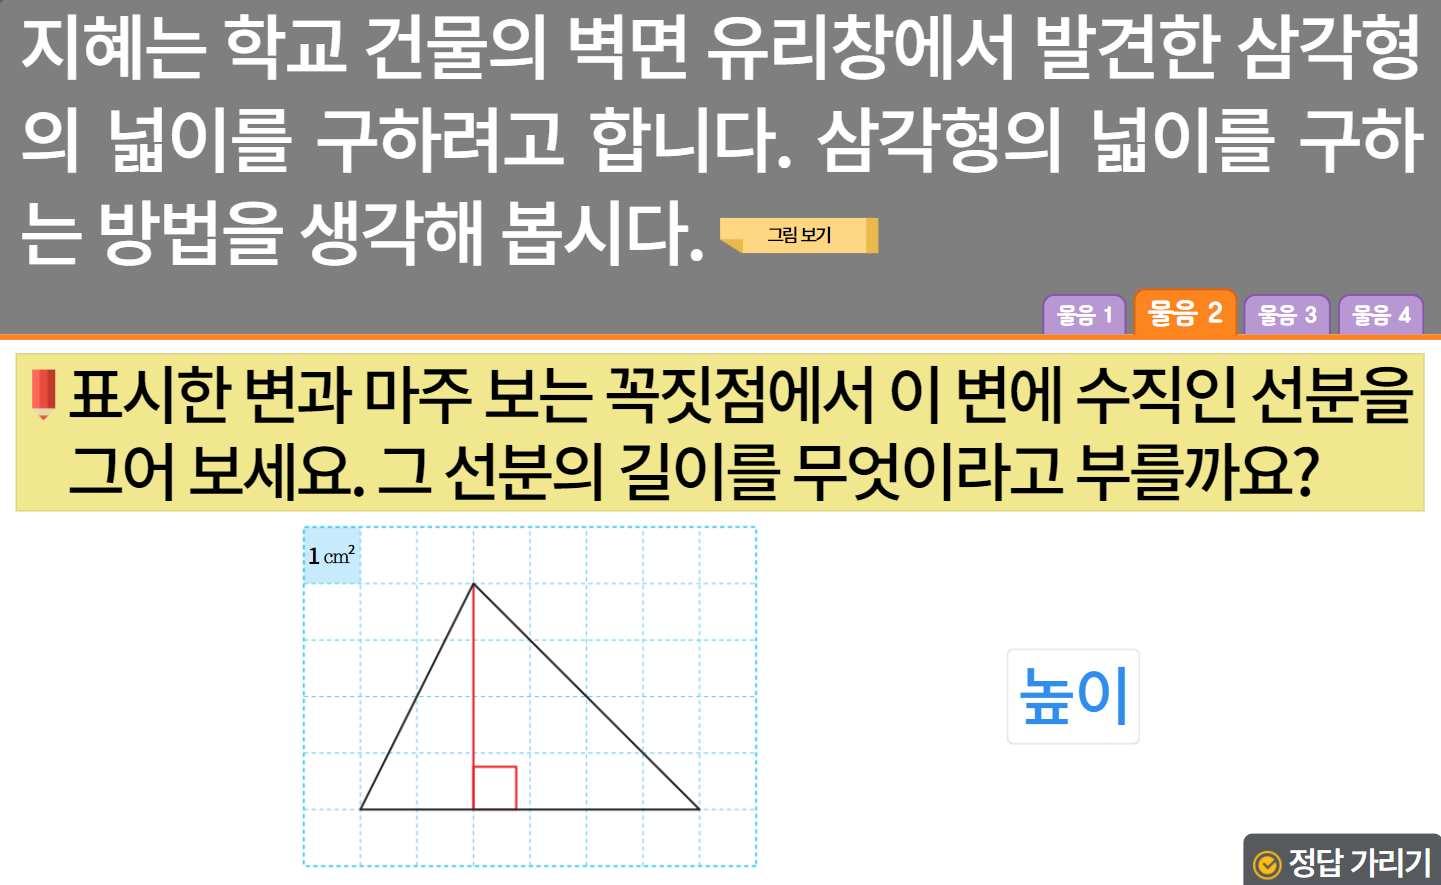 지혜는 학교 건물의 벽면 유리창에서 발견한 삼각형
의 넓이를 구하려고 합니다. 삼각형의 넓이를 구하
는 방법을 생각해 봅시다. 그림 보기
물음 1 물음 2 물음 3 물음 4
표시한 변과 마주 보는 꼭짓점에서 이 변에 수직인 선분을
그어 보세요. 그 선분의 길이를 무엇이라고 부를까요?
1 cm²
높이
정답 가리기